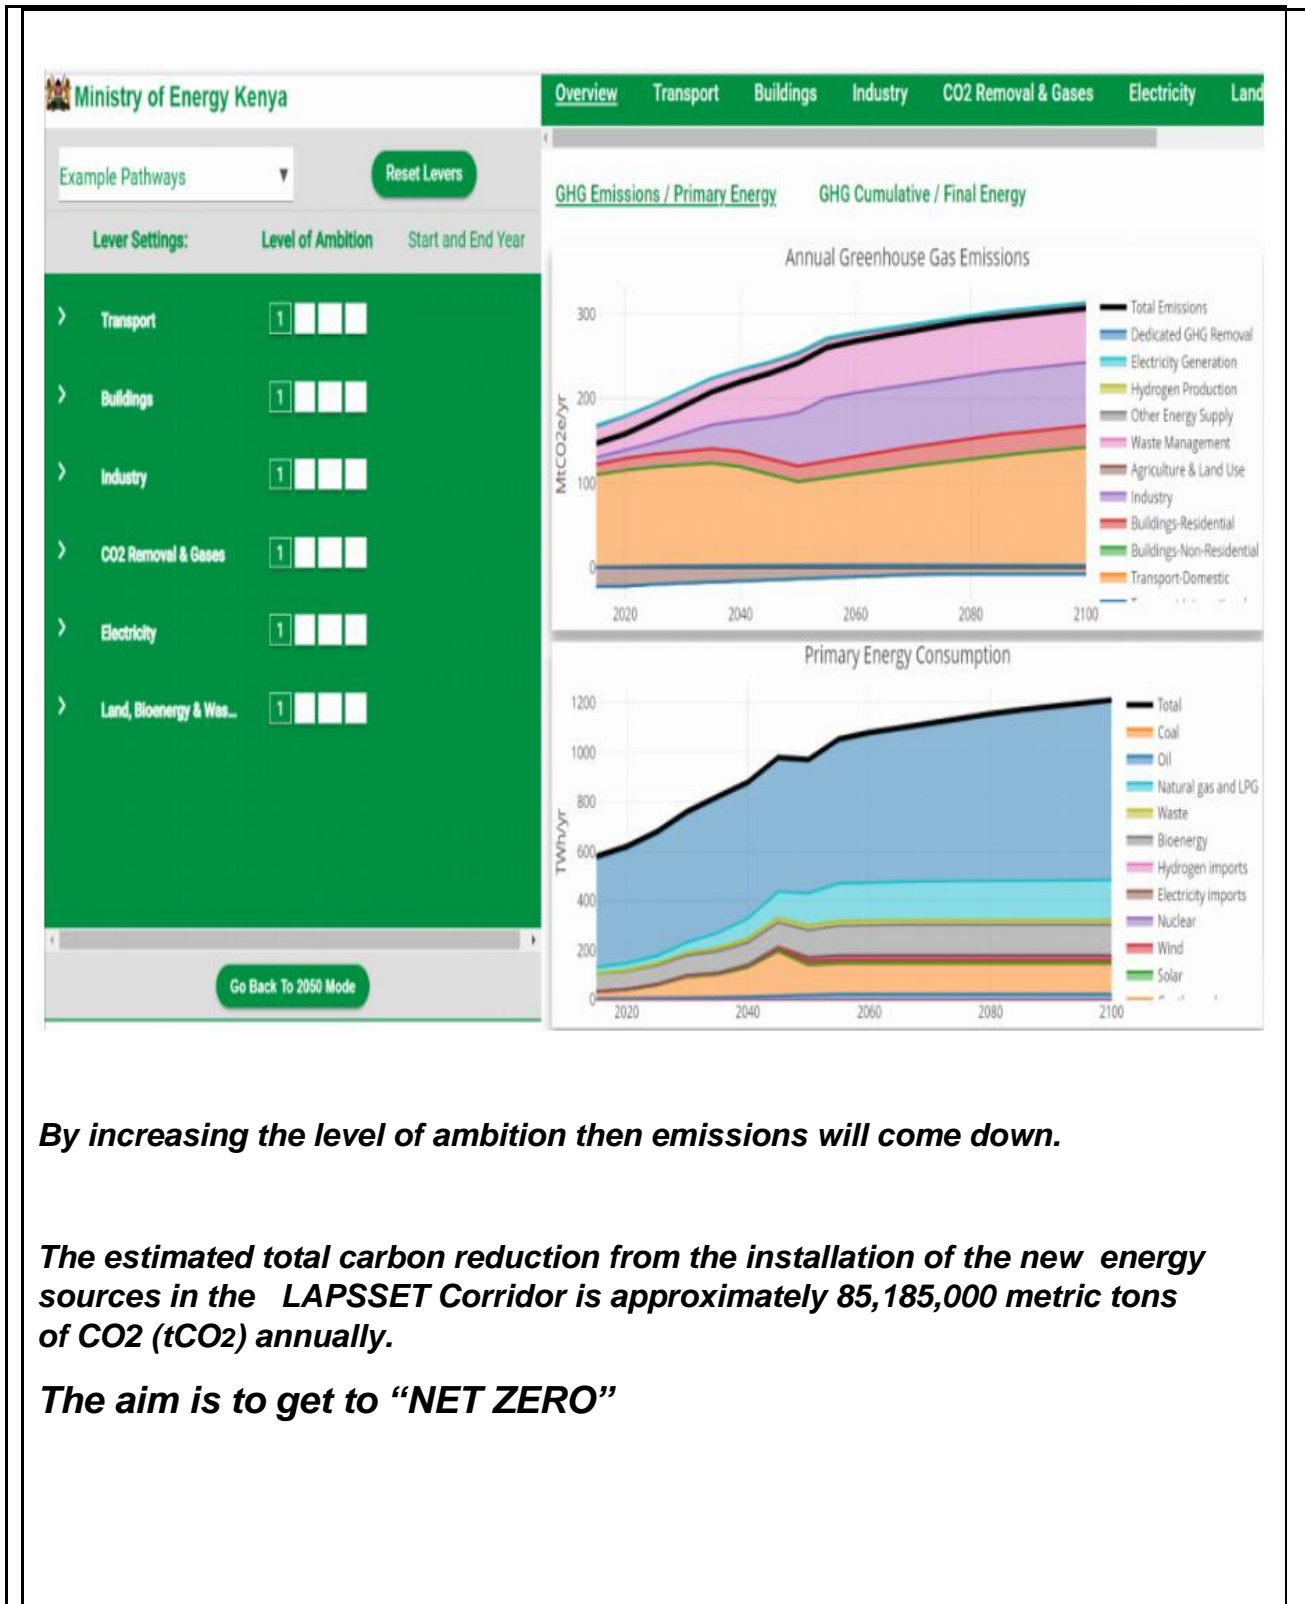 Ministry of Energy Kenya
Example Pathways ▼
Reset Levers
Lever Settings:
Level of Ambition
Start and End Year
Transport
1
Buildings
1
Industry
1
CO2 Removal & Gases
1
Electricity
1
Land, Bioenergy & Was...
1
Go Back To 2050 Mode
Overview Transport Buildings Industry CO2 Removal & Gases Electricity Land
GHG Emissions / Primary Energy
GHG Cumulative / Final Energy
Annual Greenhouse Gas Emissions
MtCO2e/yr
300
200
100
0
2020 2040 2060 2080 2100
Total Emissions
Dedicated GHG Removal
Electricity Generation
Hydrogen Production
Other Energy Supply
Waste Management
Agriculture & Land Use
Industry
Buildings-Residential
Buildings-Non-Residential
Transport-Domestic
Primary Energy Consumption
TWh/yr
1200
1000
800
600
400
200
0
2020 2040 2060 2080 2100
Total
Coal
Oil
Natural gas and LPG
Waste
Bioenergy
Hydrogen imports
Electricity imports
Nuclear
Wind
Solar
By increasing the level of ambition then emissions will come down.
The estimated total carbon reduction from the installation of the new energy
sources in the LAPSSET Corridor is approximately 85,185,000 metric tons
of CO2 (tCO2) annually.
The aim is to get to “NET ZERO”